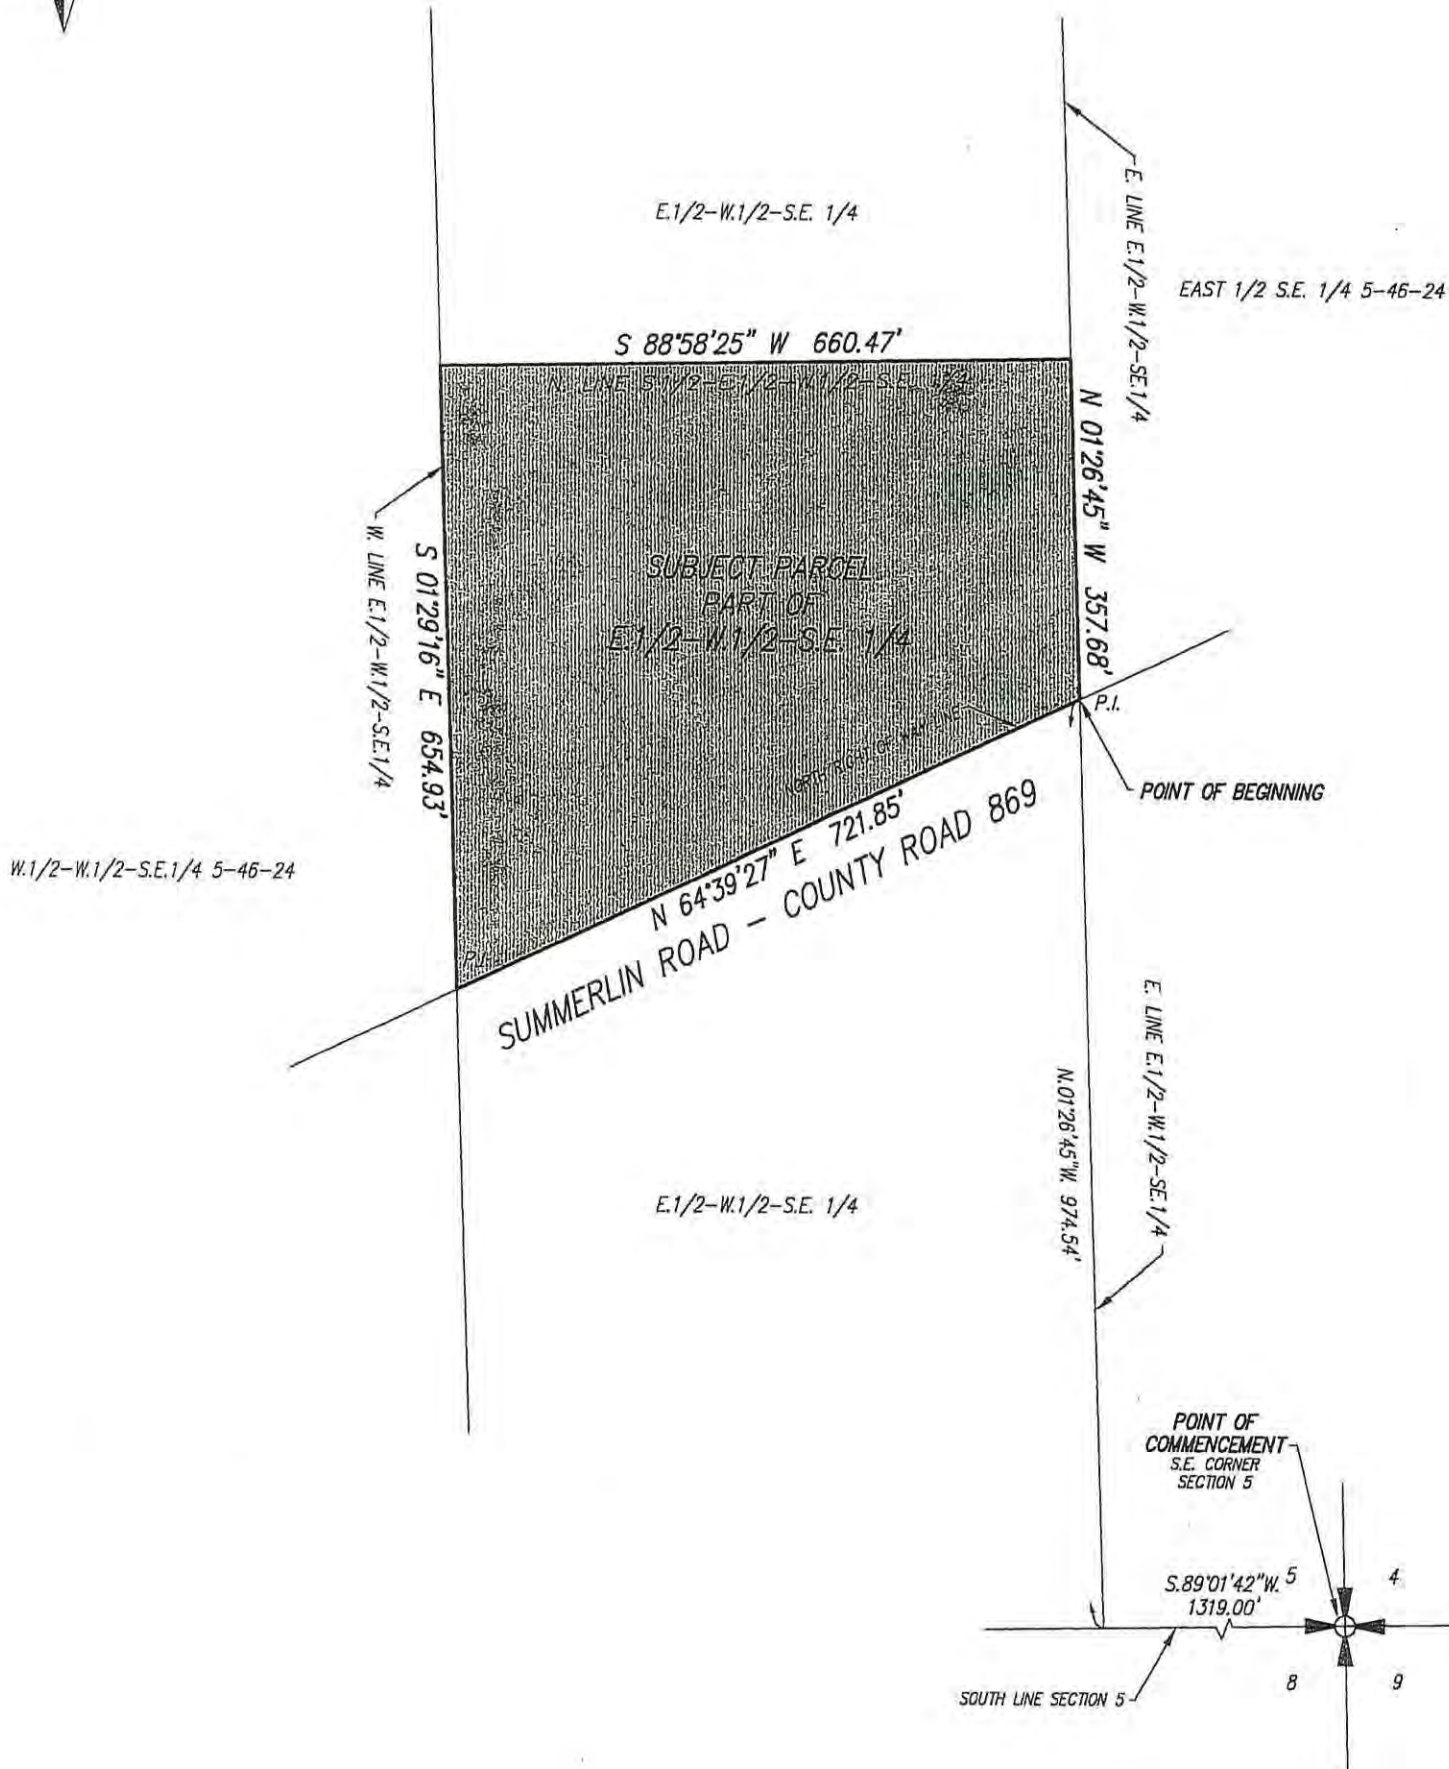 E.1/2-W.1/2-S.E. 1/4
E. LINE E.1/2-W.1/2-SE.1/4
EAST 1/2 S.E. 1/4 5-46-24
S 88°58'25" W 660.47'
N. LINE S.1/2-E.1/2-W.1/2-S.E. 1/4
N 01°26'45" W 357.68'
W. LINE E.1/2-W.1/2-S.E.1/4
S 01°29'16" E 654.93'
SUBJECT PARCEL
PART OF
E.1/2-W.1/2-S.E. 1/4
P.I.
NORTH RIGHT OF WAY LINE
POINT OF BEGINNING
N 64°39'27" E 721.85'
SUMMERLIN ROAD - COUNTY ROAD 869
W.1/2-W.1/2-S.E.1/4 5-46-24
P.I.
E. LINE E.1/2-W.1/2-SE.1/4
N.01°26'45"W. 974.54'
E.1/2-W.1/2-S.E. 1/4
POINT OF
COMMENCEMENT
S.E. CORNER
SECTION 5
S.89°01'42"W.
1319.00'
5
4
8
9
SOUTH LINE SECTION 5